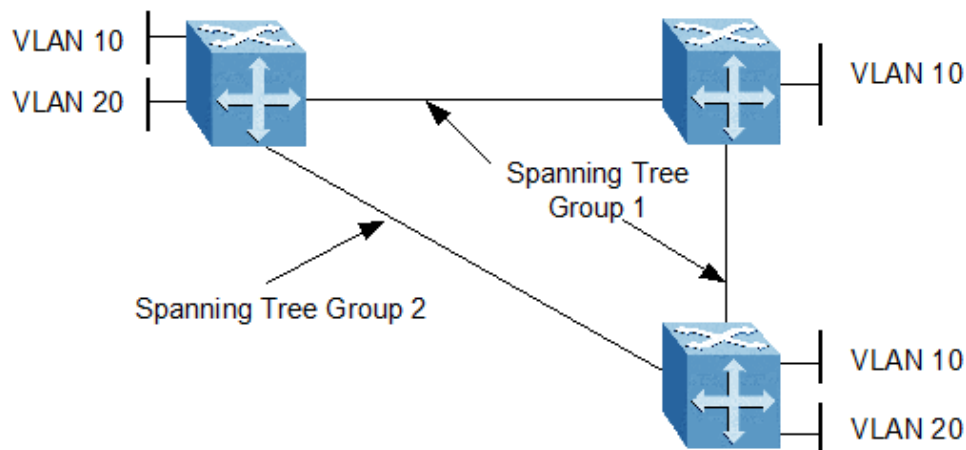 VLAN 10
VLAN 20
VLAN 10
Spanning Tree
Group 1
Spanning Tree Group 2
VLAN 10
VLAN 20